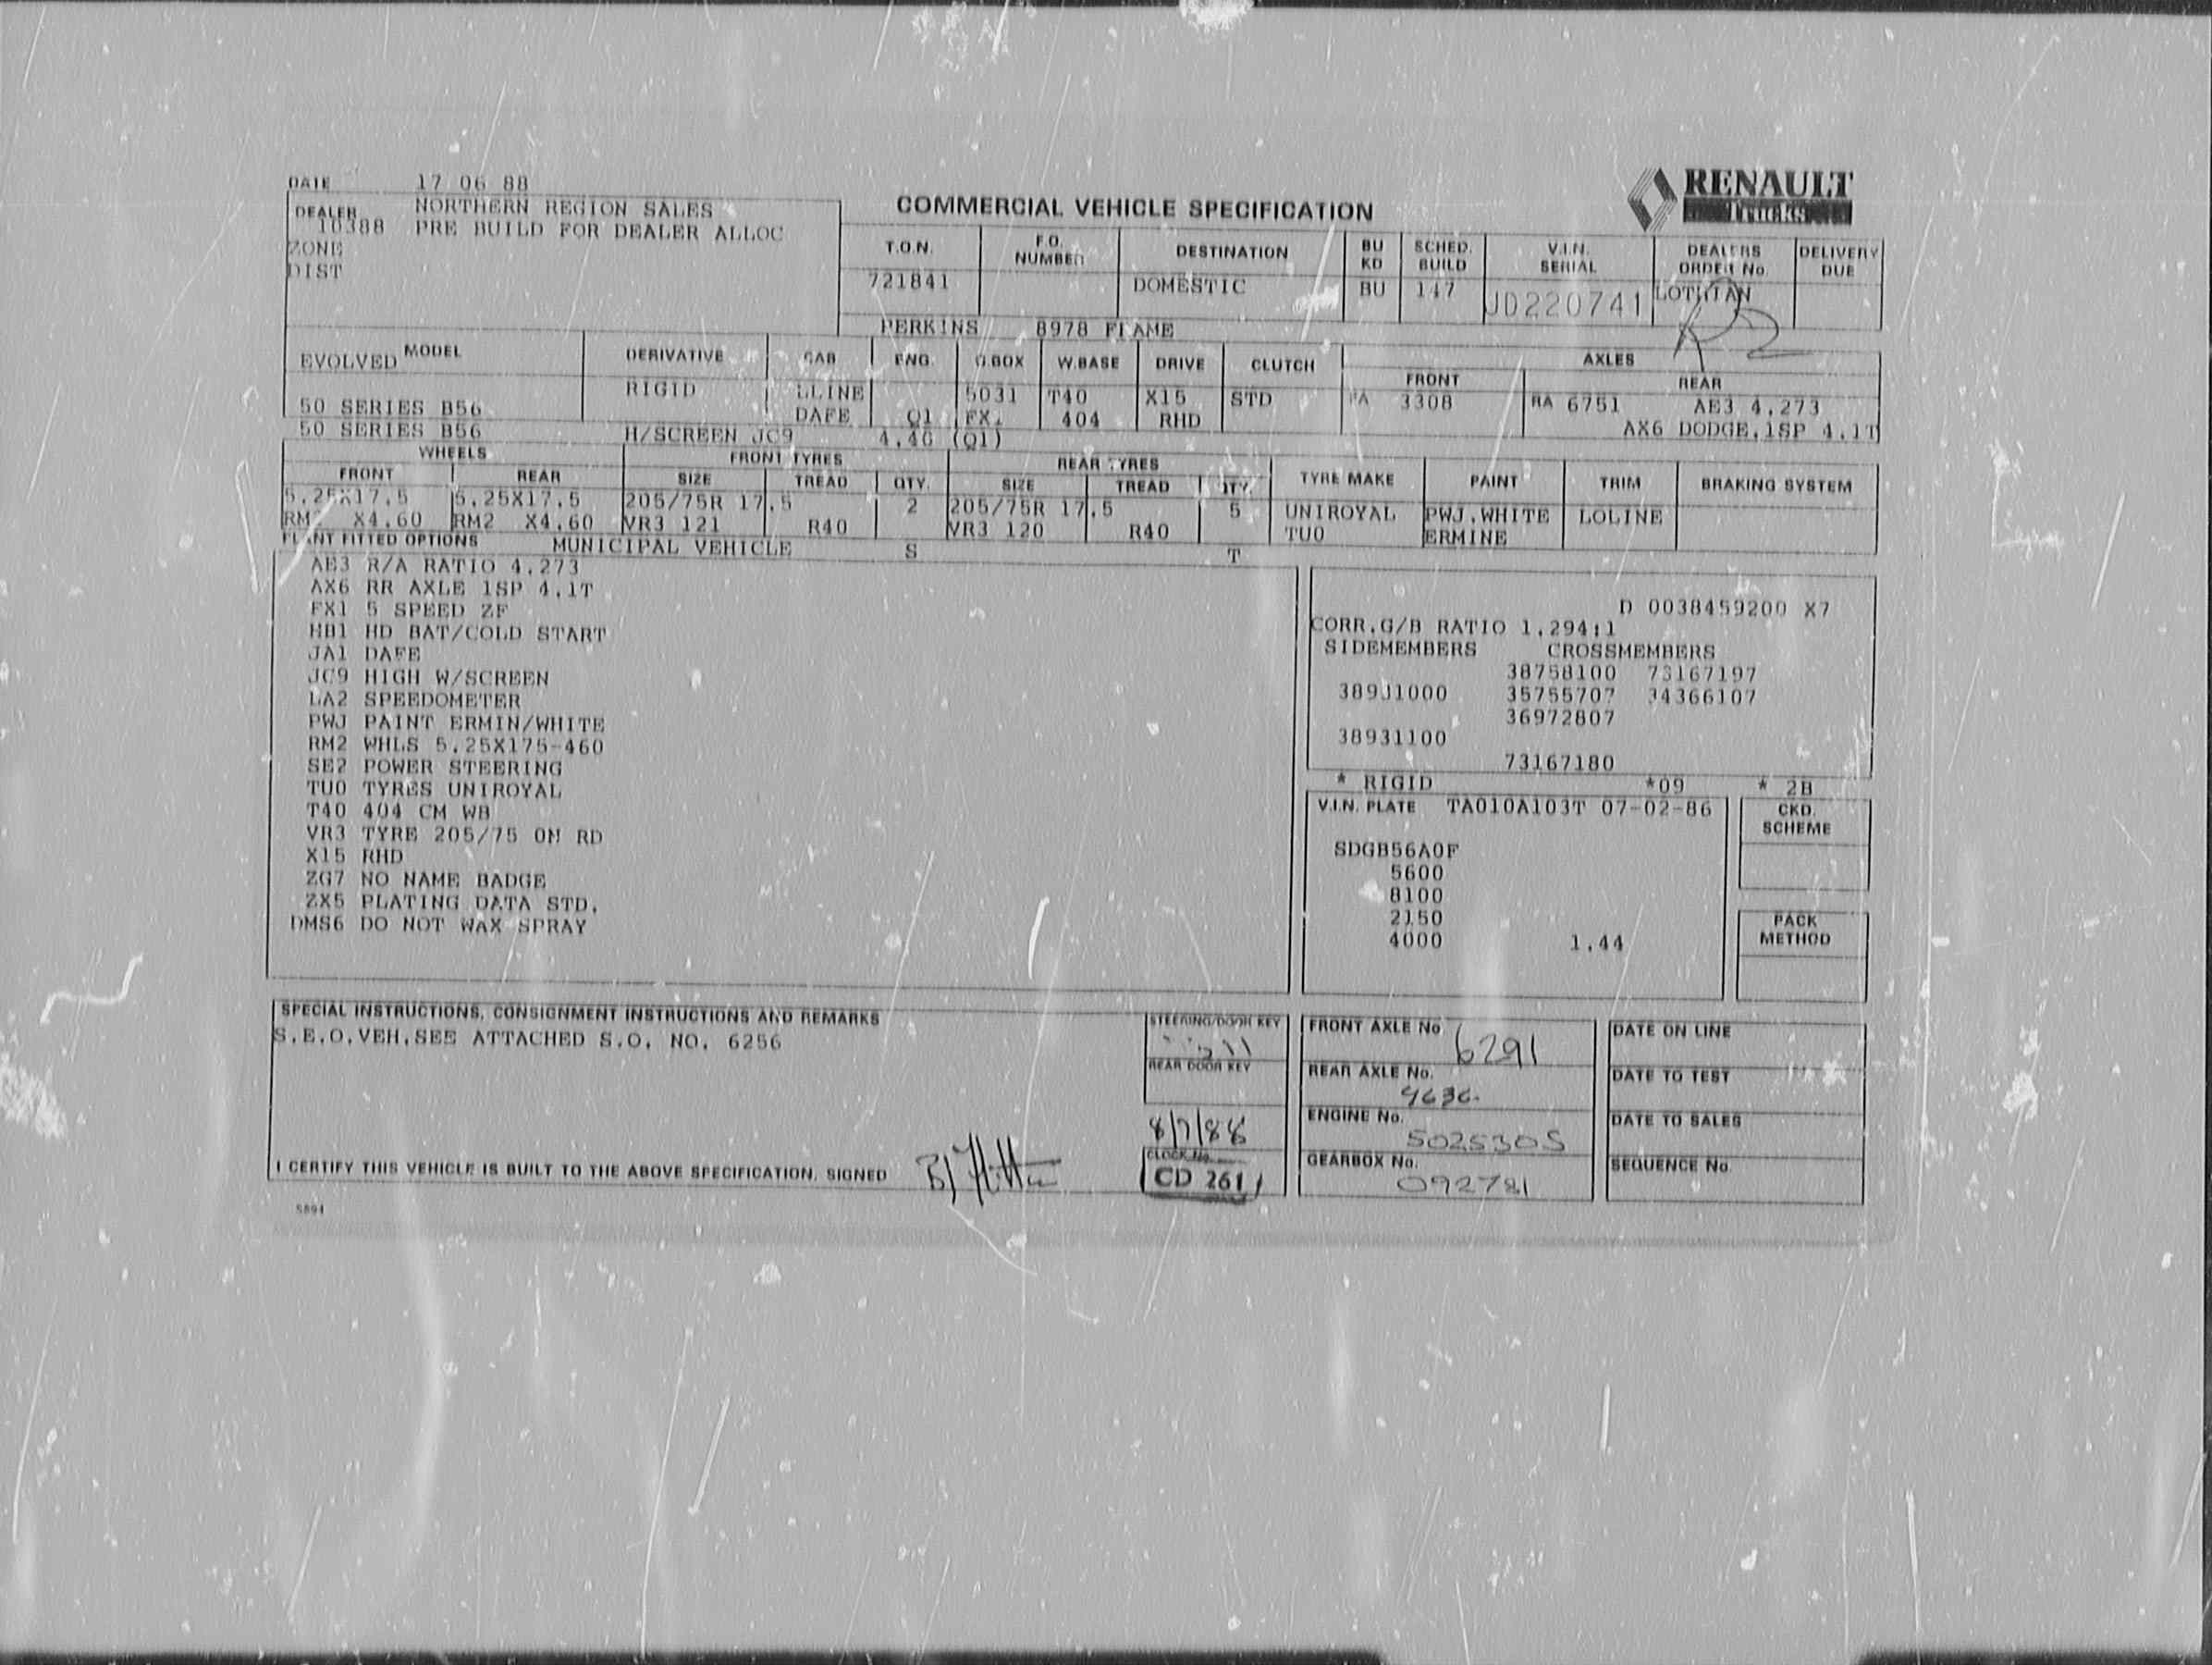 DATE 17 06 88
DEALER NORTHERN REGION SALES
10388 PRE BUILD FOR DEALER ALLOC
ZONE
DIST
COMMERCIAL VEHICLE SPECIFICATION
RENAULT
Trucks
T.O.N. F.O. NUMBER DESTINATION BU KD SCHED. BUILD V.I.N. SERIAL DEALERS ORDER No. DELIVERY DUE
721841 DOMESTIC BU 147 JD220741 LOTHIAN
PERKINS 8978 FLAME
EVOLVED MODEL DERIVATIVE CAB ENG. G.BOX W.BASE DRIVE CLUTCH AXLES
FRONT REAR
RIGID LLINE 5031 T40 X15 STD FA 3308 RA 6751 AE3 4.273
50 SERIES B56 DAFE Q1 FX1 404 RHD AX6 DODGE.1SP 4.1T
50 SERIES B56 H/SCREEN JC9 4.40 (Q1)
WHEELS FRONT TYRES REAR TYRES
FRONT REAR SIZE TREAD QTY. SIZE TREAD QTY. TYRE MAKE PAINT TRIM BRAKING SYSTEM
5.25X17.5 5.25X17.5 205/75R 17.5 2 205/75R 17.5 5 UNIROYAL PWJ.WHITE LOLINE
RM2 X4.60 RM2 X4.60 VR3 121 R40 VR3 120 R40 TU0 ERMINE
PLANT FITTED OPTIONS MUNICIPAL VEHICLE S T
AE3 R/A RATIO 4.273
AX6 RR AXLE 1SP 4.1T
FX1 5 SPEED ZF
HB1 HD BAT/COLD START
JA1 DAFE
JC9 HIGH W/SCREEN
LA2 SPEEDOMETER
PWJ PAINT ERMIN/WHITE
RM2 WHLS 5.25X175-460
SE2 POWER STEERING
TU0 TYRES UNIROYAL
T40 404 CM WB
VR3 TYRE 205/75 ON RD
X15 RHD
ZG7 NO NAME BADGE
ZX5 PLATING DATA STD.
DMS6 DO NOT WAX SPRAY
D 0038459200 X7
CORR.G/B RATIO 1.294:1
SIDEMEMBERS CROSSMEMBERS
38758100 73167197
38931000 35755707 34366107
36972807
38931100
73167180
* RIGID *09 * 2B
V.I.N. PLATE TA010A103T 07-02-86
CKD. SCHEME
SDGB56A0F
5600
8100
2150
4000 1.44
PACK METHOD
SPECIAL INSTRUCTIONS, CONSIGNMENT INSTRUCTIONS AND REMARKS
S.E.O.VEH.SEE ATTACHED S.O. NO. 6256
STEERING/DOOR KEY
REAR DOOR KEY
8/7/88
CLOCK No.
CD 261
FRONT AXLE No. 6291
REAR AXLE No.
9636
ENGINE No.
5025305
GEARBOX No.
092781
DATE ON LINE
DATE TO TEST
DATE TO SALES
SEQUENCE No.
I CERTIFY THIS VEHICLE IS BUILT TO THE ABOVE SPECIFICATION. SIGNED
5894